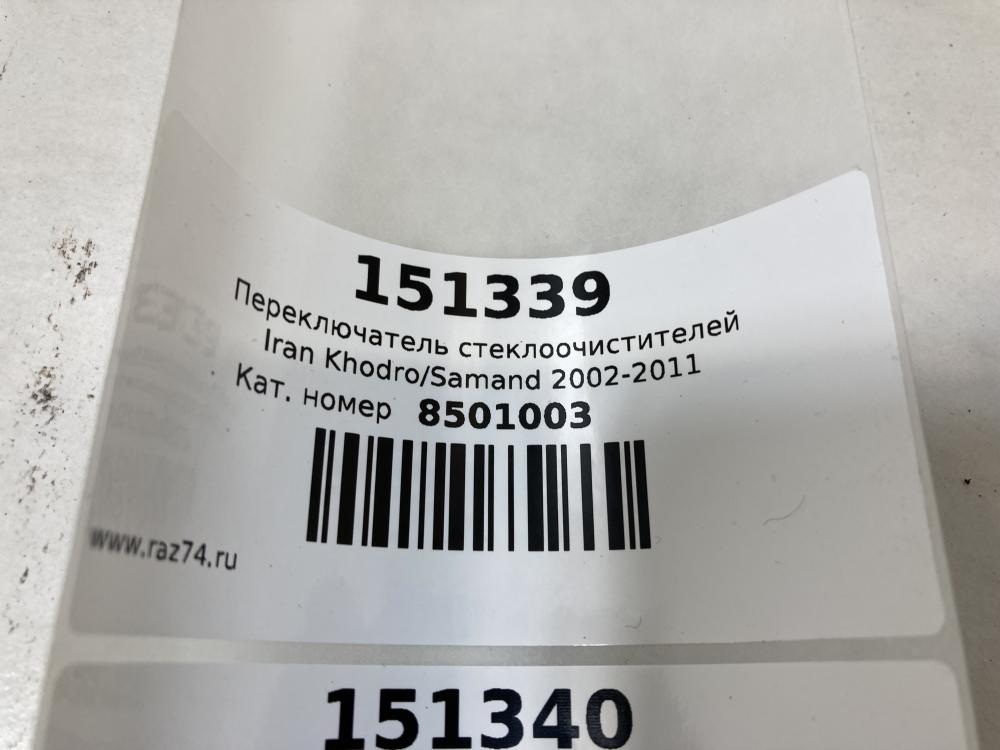 151339
Переключатель стеклоочистителей
Iran Khodro/Samand 2002-2011
Кат. номер 8501003
www.raz74.ru
151340